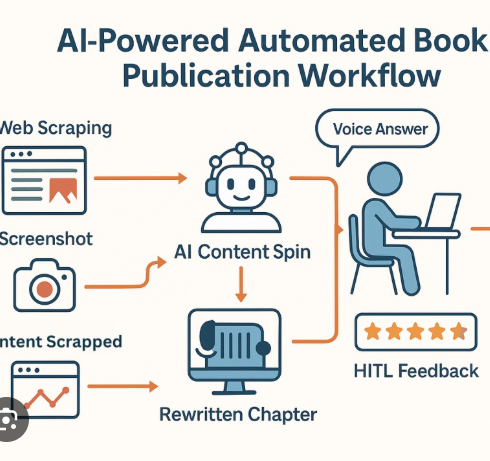 AI-Powered Automated Book
Publication Workflow
Web Scraping
Voice Answer
Screenshot
AI Content Spin
ntent Scrapped
HITL Feedback
Rewritten Chapter